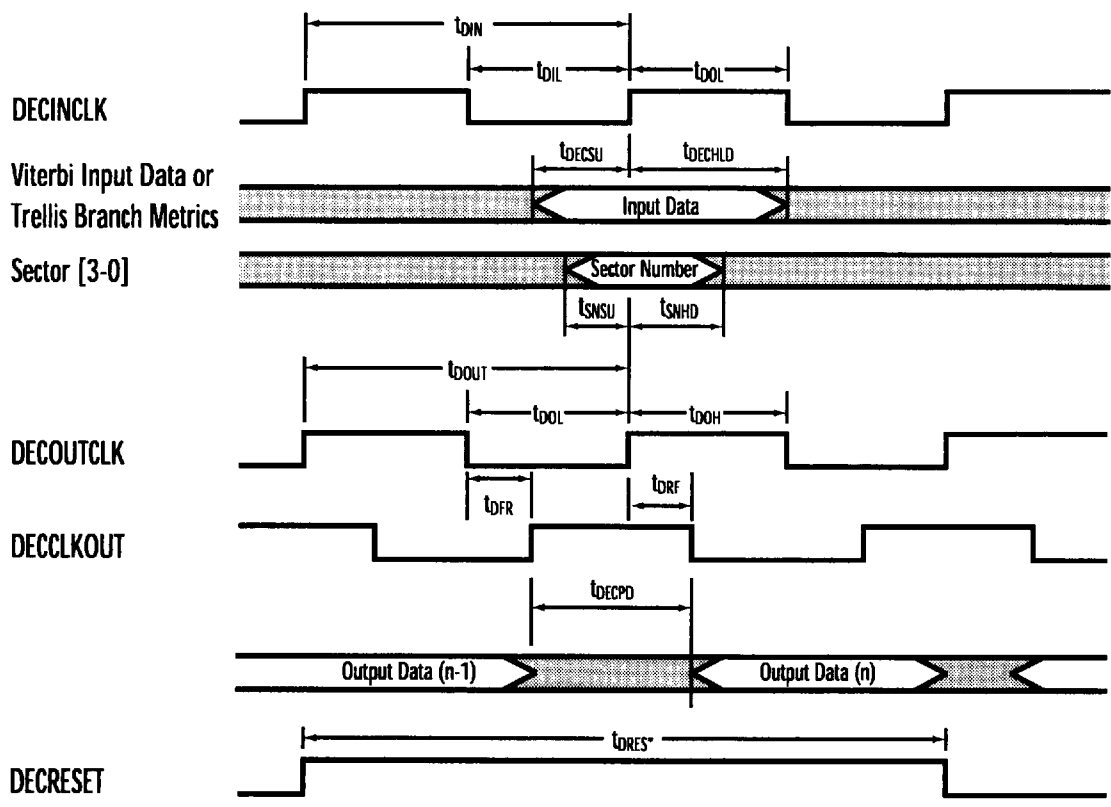 tDIN
tDIL
tDOL
DECINCLK
tDECSU
tDECHLD
Viterbi Input Data or
Trellis Branch Metrics
Input Data
Sector [3-0]
Sector Number
tSNSU
tSNHD
tDOUT
tDOL
tDOH
DECOUTCLK
tDFR
tDRF
DECCLKOUT
tDECPD
Output Data (n-1)
Output Data (n)
tDRES*
DECRESET